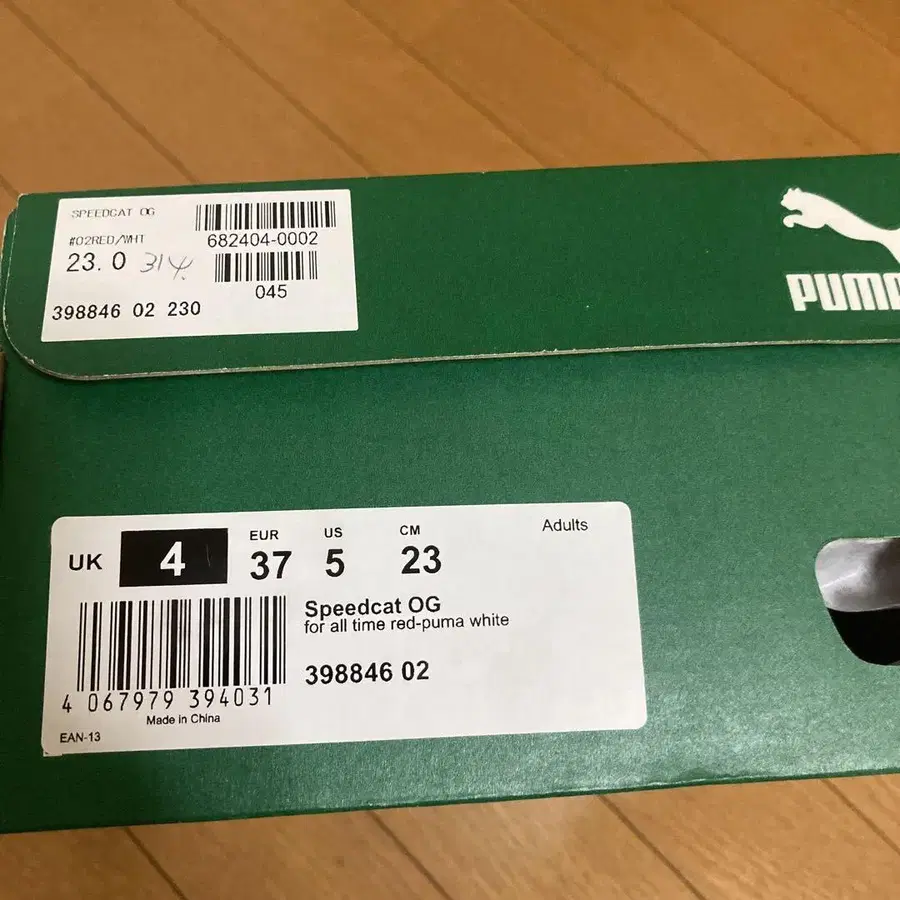 SPEEDCAT OG
#02RED/WHT
682404-0002
23.0
045
398846 02 230
PUMA
UK 4
EUR 37
US 5
CM 23
Adults
Speedcat OG
for all time red-puma white
398846 02
4 067979 394031
Made in China
EAN-13